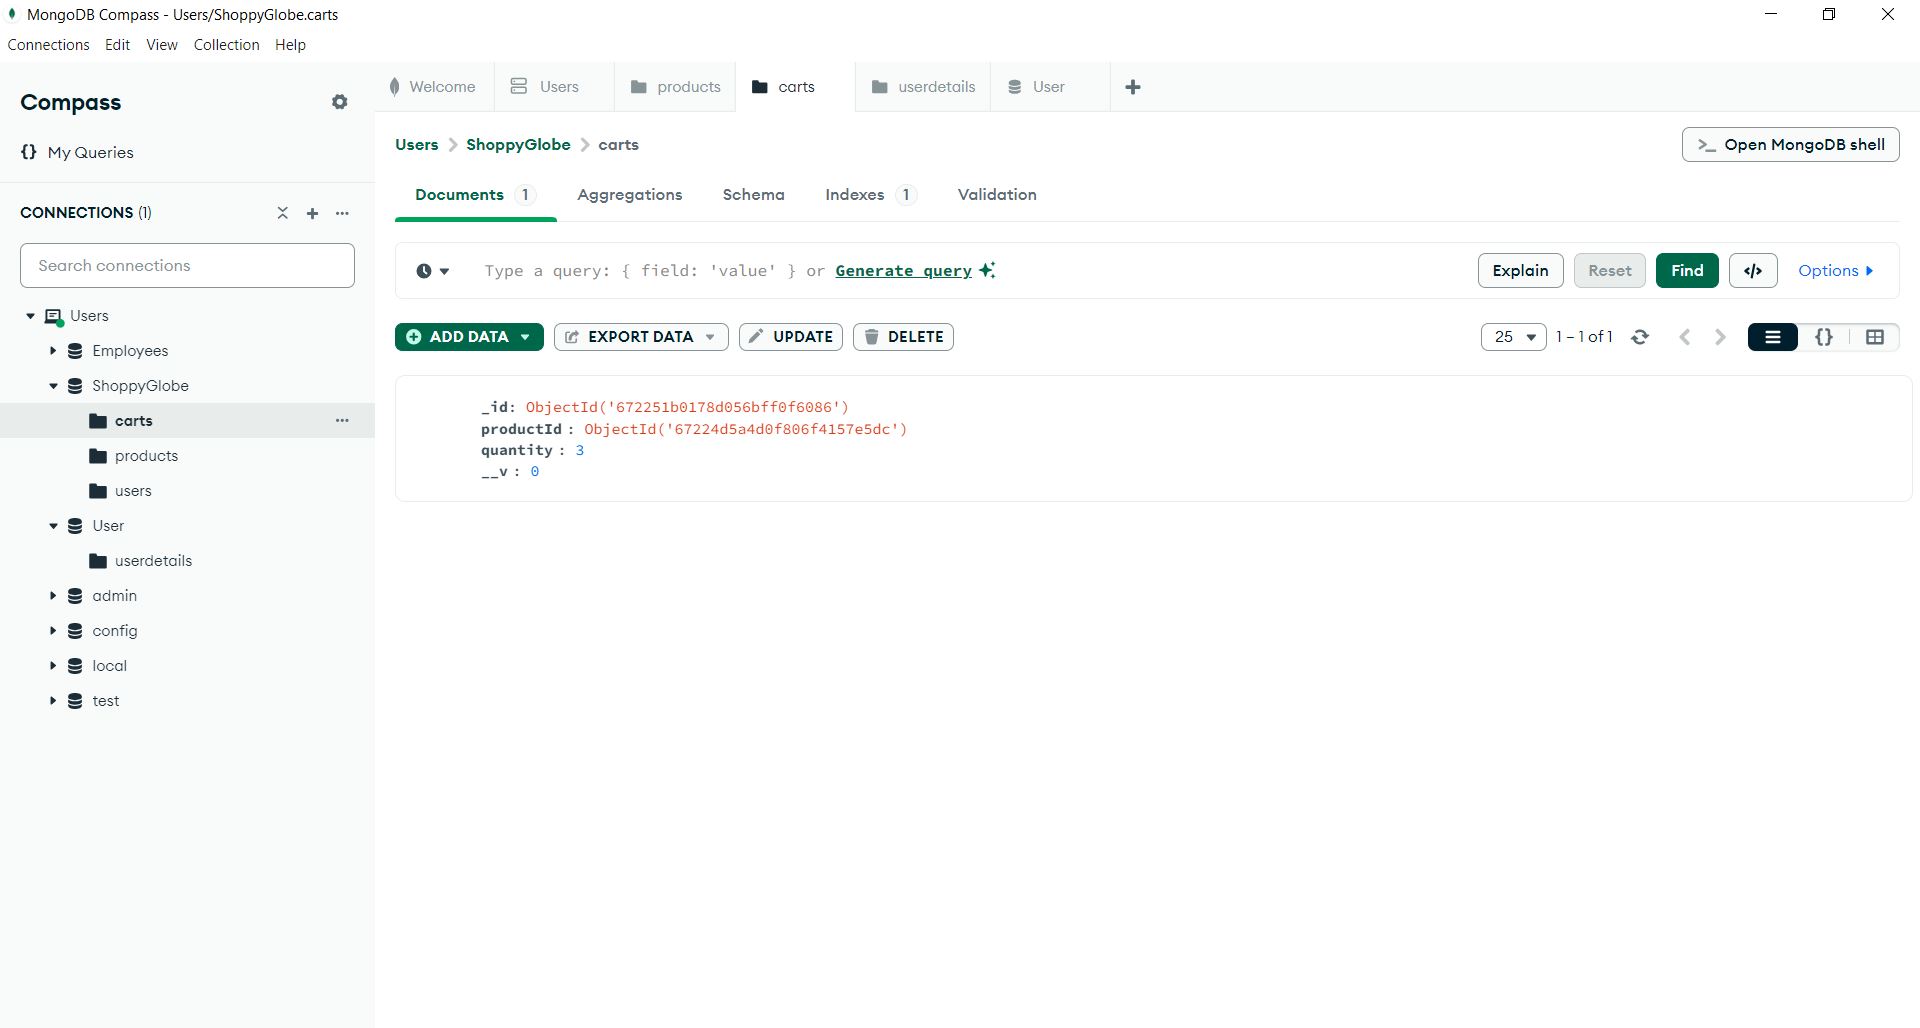 MongoDB Compass - Users/ShoppyGlobe.carts
Connections Edit View Collection Help
Compass
{} My Queries
CONNECTIONS (1)
Search connections
Users
Employees
ShoppyGlobe
carts
products
users
User
userdetails
admin
config
local
test
Welcome Users products carts userdetails User
Users > ShoppyGlobe > carts
>_ Open MongoDB shell
Documents 1 Aggregations Schema Indexes 1 Validation
Type a query: { field: 'value' } or Generate query
Explain Reset Find </> Options
ADD DATA EXPORT DATA UPDATE DELETE
25 1 – 1 of 1 {}
_id: ObjectId('672251b0178d056bff0f6086')
productId : ObjectId('67224d5a4d0f806f4157e5dc')
quantity : 3
__v : 0